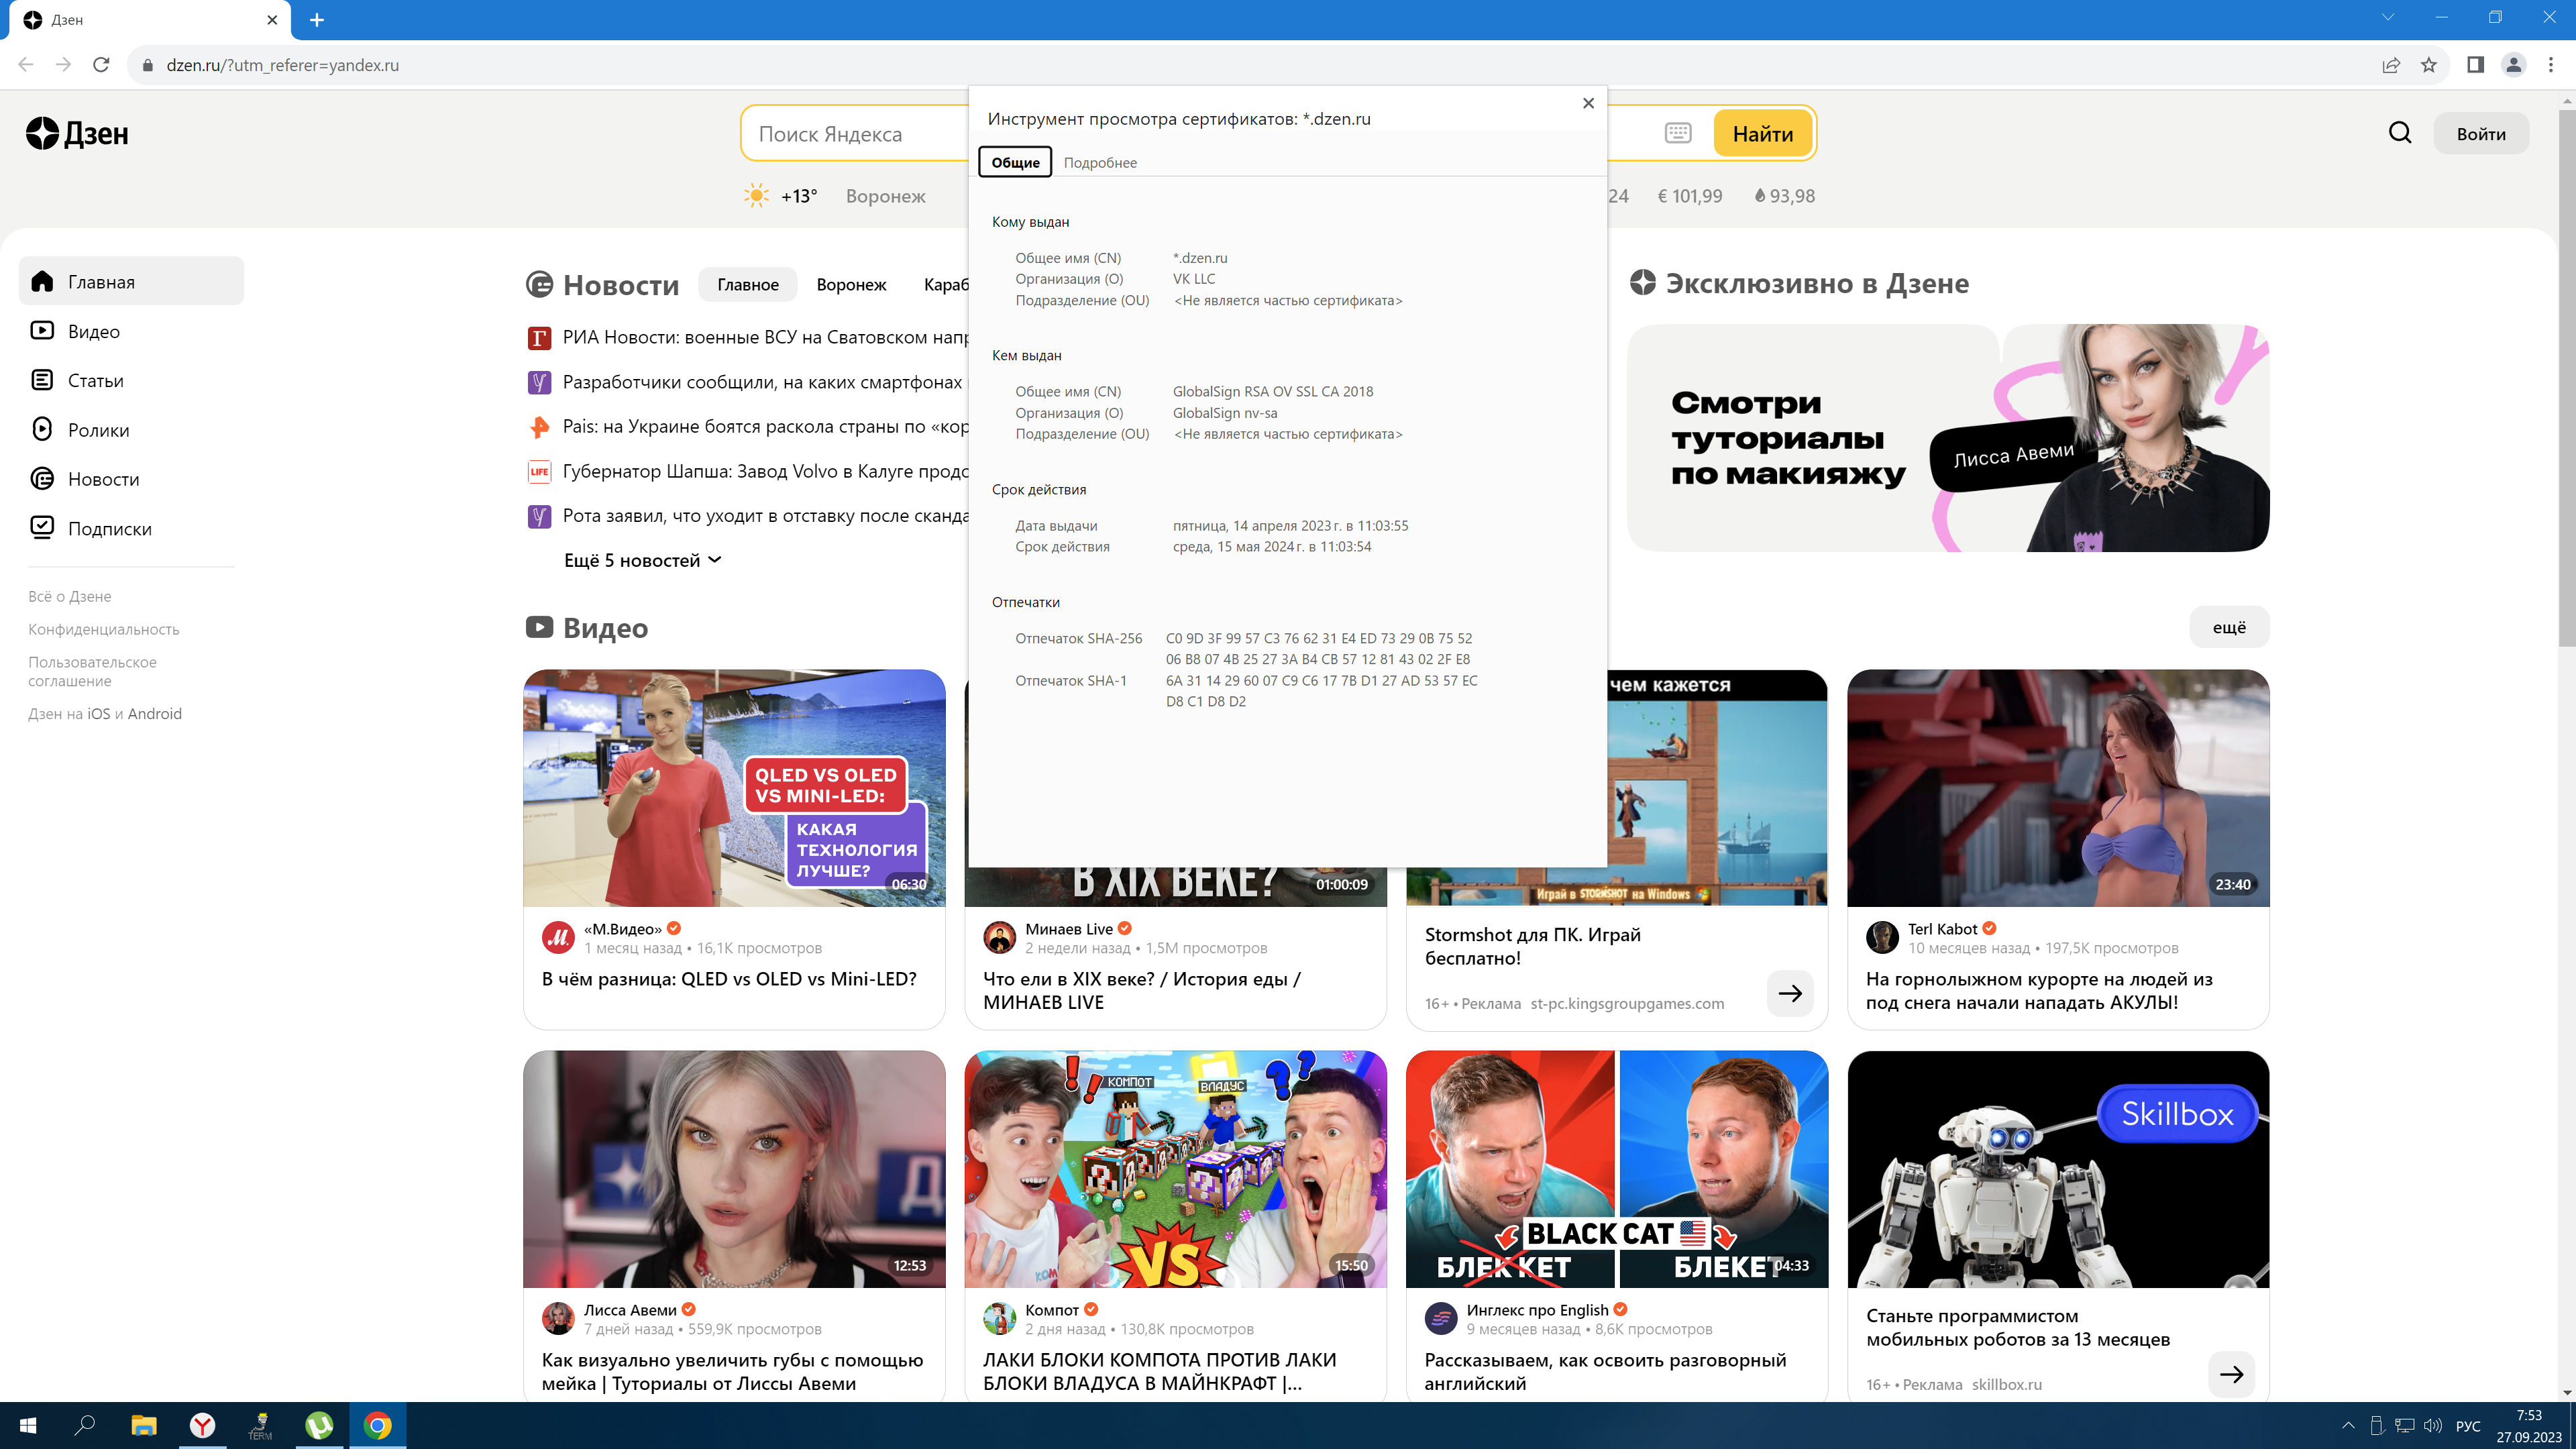 Дзен
dzen.ru/?utm_referer=yandex.ru
Дзен
Поиск Яндекса
Найти
Войти
+13°
Воронеж
24
€ 101,99
93,98
Инструмент просмотра сертификатов: *.dzen.ru
Общие
Подробнее
Кому выдан
Общее имя (CN) *.dzen.ru
Организация (O) VK LLC
Подразделение (OU) <Не является частью сертификата>
Кем выдан
Общее имя (CN) GlobalSign RSA OV SSL CA 2018
Организация (O) GlobalSign nv-sa
Подразделение (OU) <Не является частью сертификата>
Срок действия
Дата выдачи пятница, 14 апреля 2023 г. в 11:03:55
Срок действия среда, 15 мая 2024 г. в 11:03:54
Отпечатки
Отпечаток SHA-256 C0 9D 3F 99 57 C3 76 62 31 E4 ED 73 29 0B 75 52
06 B8 07 4B 25 27 3A B4 CB 57 12 81 43 02 2F E8
Отпечаток SHA-1 6A 31 14 29 60 07 C9 C6 17 7B D1 27 AD 53 57 EC
D8 C1 D8 D2
Главная
Видео
Статьи
Ролики
Новости
Подписки
Всё о Дзене
Конфиденциальность
Пользовательское
соглашение
Дзен на iOS и Android
Новости
Главное
Воронеж
Караб
РИА Новости: военные ВСУ на Сватовском напр
Разработчики сообщили, на каких смартфонах
Pais: на Украине боятся раскола страны по «кор
LIFE Губернатор Шапша: Завод Volvo в Калуге продо
Рота заявил, что уходит в отставку после сканда
Ещё 5 новостей
Эксклюзивно в Дзене
Смотри
туториалы
по макияжу
Лисса Авеми
Видео
ещё
QLED VS OLED
VS MINI-LED:
КАКАЯ
ТЕХНОЛОГИЯ
ЛУЧШЕ?
06:30
«М.Видео»
1 месяц назад • 16,1K просмотров
В чём разница: QLED vs OLED vs Mini-LED?
В XIX ВЕКЕ?
01:00:09
Минаев Live
2 недели назад • 1,5M просмотров
Что ели в XIX веке? / История еды /
МИНАЕВ LIVE
чем кажется
Играй в STORMSHOT на Windows
Stormshot для ПК. Играй
бесплатно!
16+ • Реклама st-pc.kingsgroupgames.com
23:40
Terl Kabot
10 месяцев назад • 197,5K просмотров
На горнолыжном курорте на людей из
под снега начали нападать АКУЛЫ!
12:53
Лисса Авеми
7 дней назад • 559,9K просмотров
Как визуально увеличить губы с помощью
мейка | Туториалы от Лиссы Авеми
КОМПОТ
ВЛАДУС
VS
15:50
Компот
2 дня назад • 130,8K просмотров
ЛАКИ БЛОКИ КОМПОТА ПРОТИВ ЛАКИ
БЛОКИ ВЛАДУСА В МАЙНКРАФТ |...
BLACK CAT
БЛЕК КЕТ
БЛЕКЕТ
04:33
Инглекс про English
9 месяцев назад • 8,6K просмотров
Рассказываем, как освоить разговорный
английский
Skillbox
Станьте программистом
мобильных роботов за 13 месяцев
16+ • Реклама skillbox.ru
TERM
РУС
7:53
27.09.2023